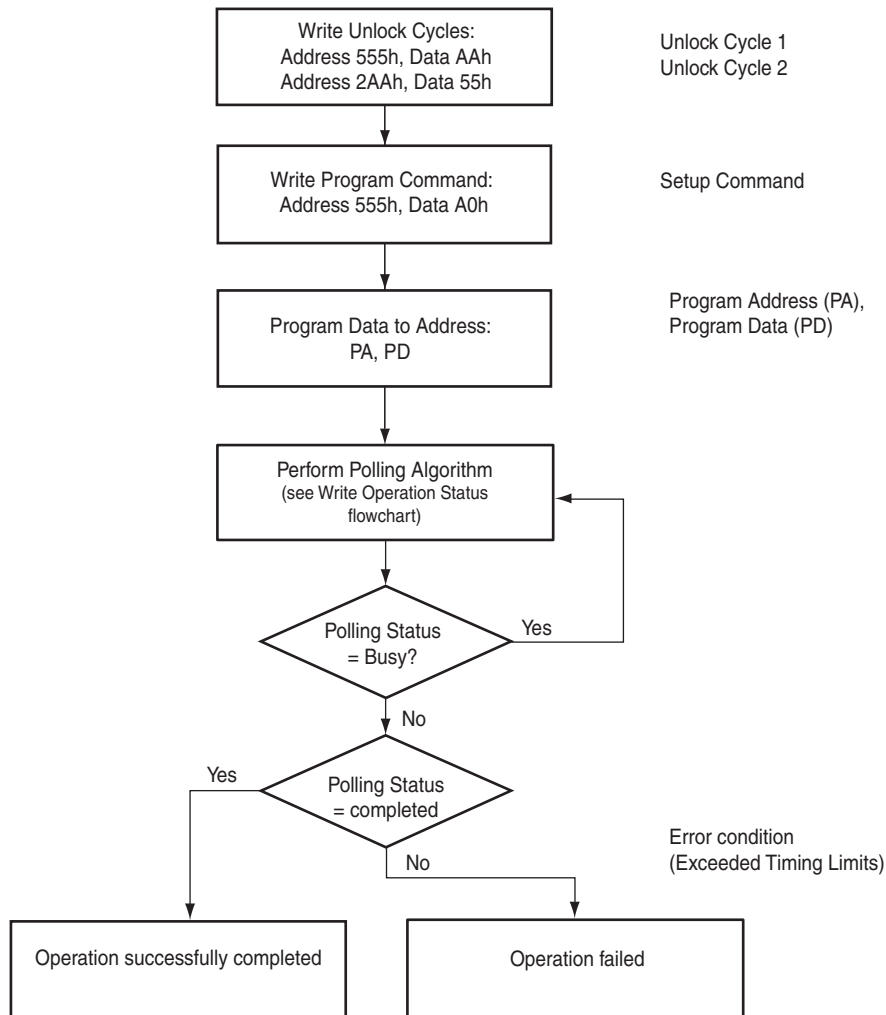 Write Unlock Cycles:
Address 555h, Data AAh
Address 2AAh, Data 55h
Unlock Cycle 1
Unlock Cycle 2
Write Program Command:
Address 555h, Data A0h
Setup Command
Program Data to Address:
PA, PD
Program Address (PA),
Program Data (PD)
Perform Polling Algorithm
(see Write Operation Status
flowchart)
Polling Status
= Busy?
Yes
No
Polling Status
= completed
Yes
No
Error condition
(Exceeded Timing Limits)
Operation successfully completed
Operation failed